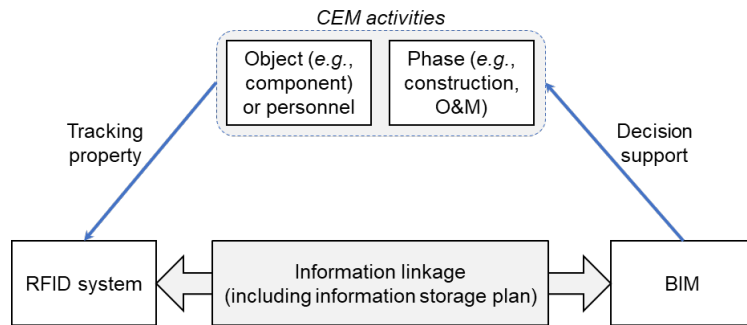 CEM activities
Object (e.g.,
component)
or personnel
Phase (e.g.,
construction,
O&M)
Tracking
property
Decision
support
RFID system
Information linkage
(including information storage plan)
BIM